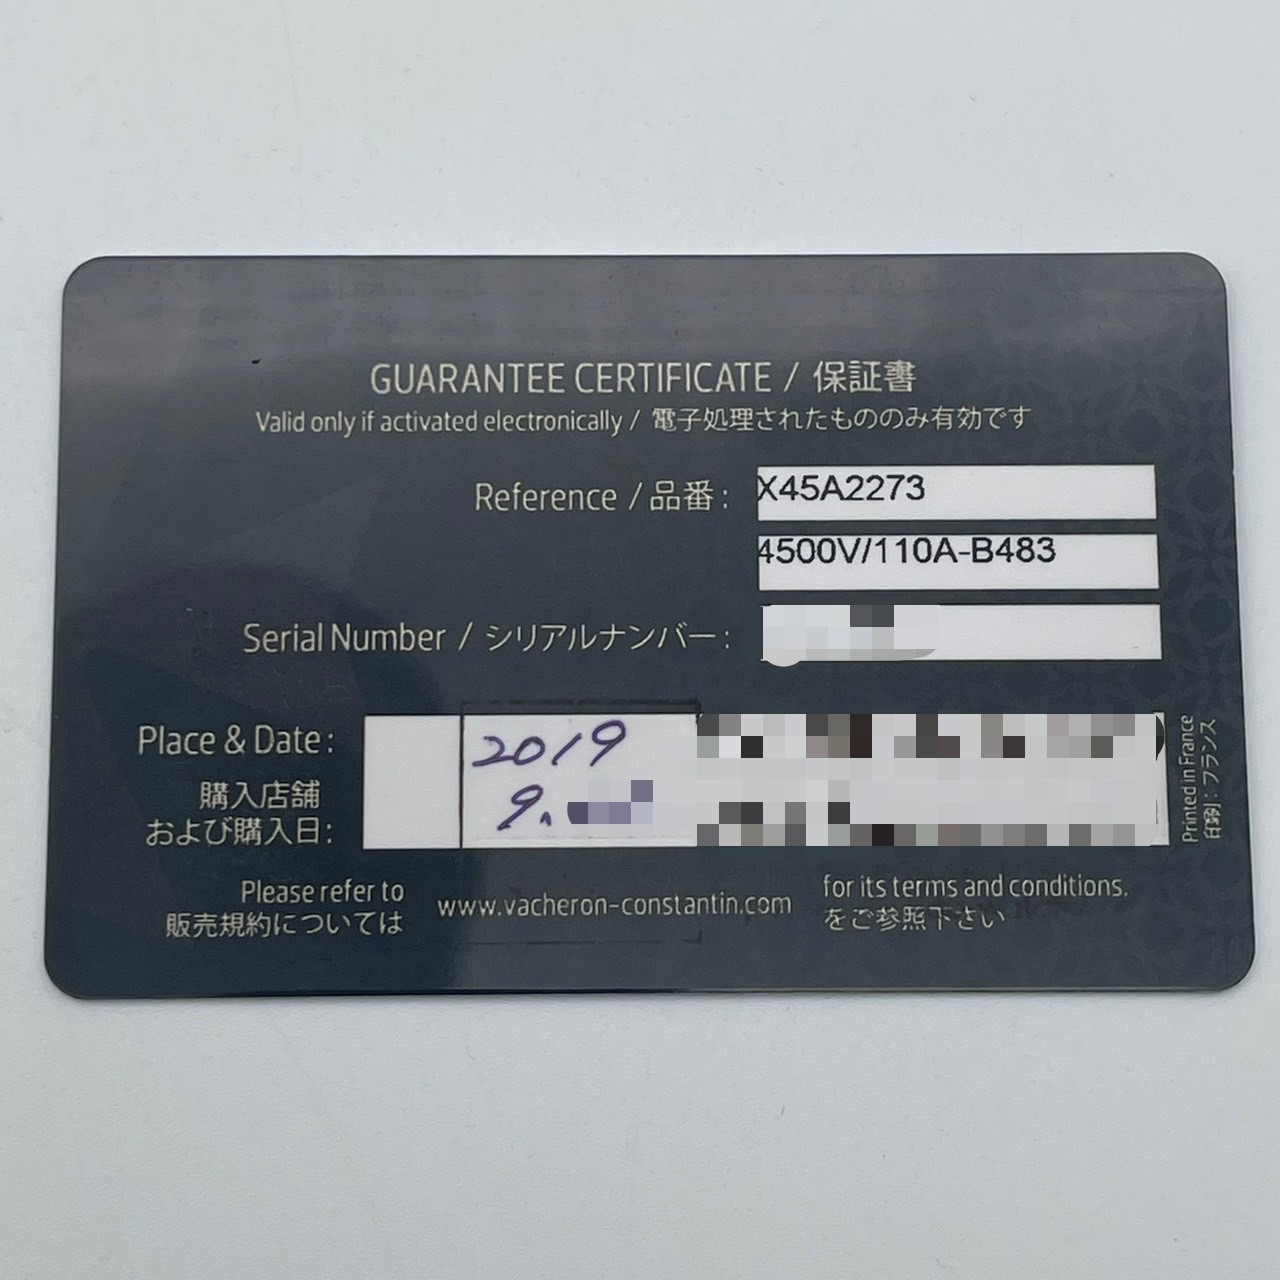 GUARANTEE CERTIFICATE / 保証書
Valid only if activated electronically / 電子処理されたもののみ有効です
Reference / 品番: X45A2273
4500V/110A-B483
Serial Number / シリアルナンバー:
Place & Date: 2019
購入店舗
および購入日: 9.
Please refer to www.vacheron-constantin.com for its terms and conditions.
販売規約については をご参照下さい
Printed in France
印刷: フランス